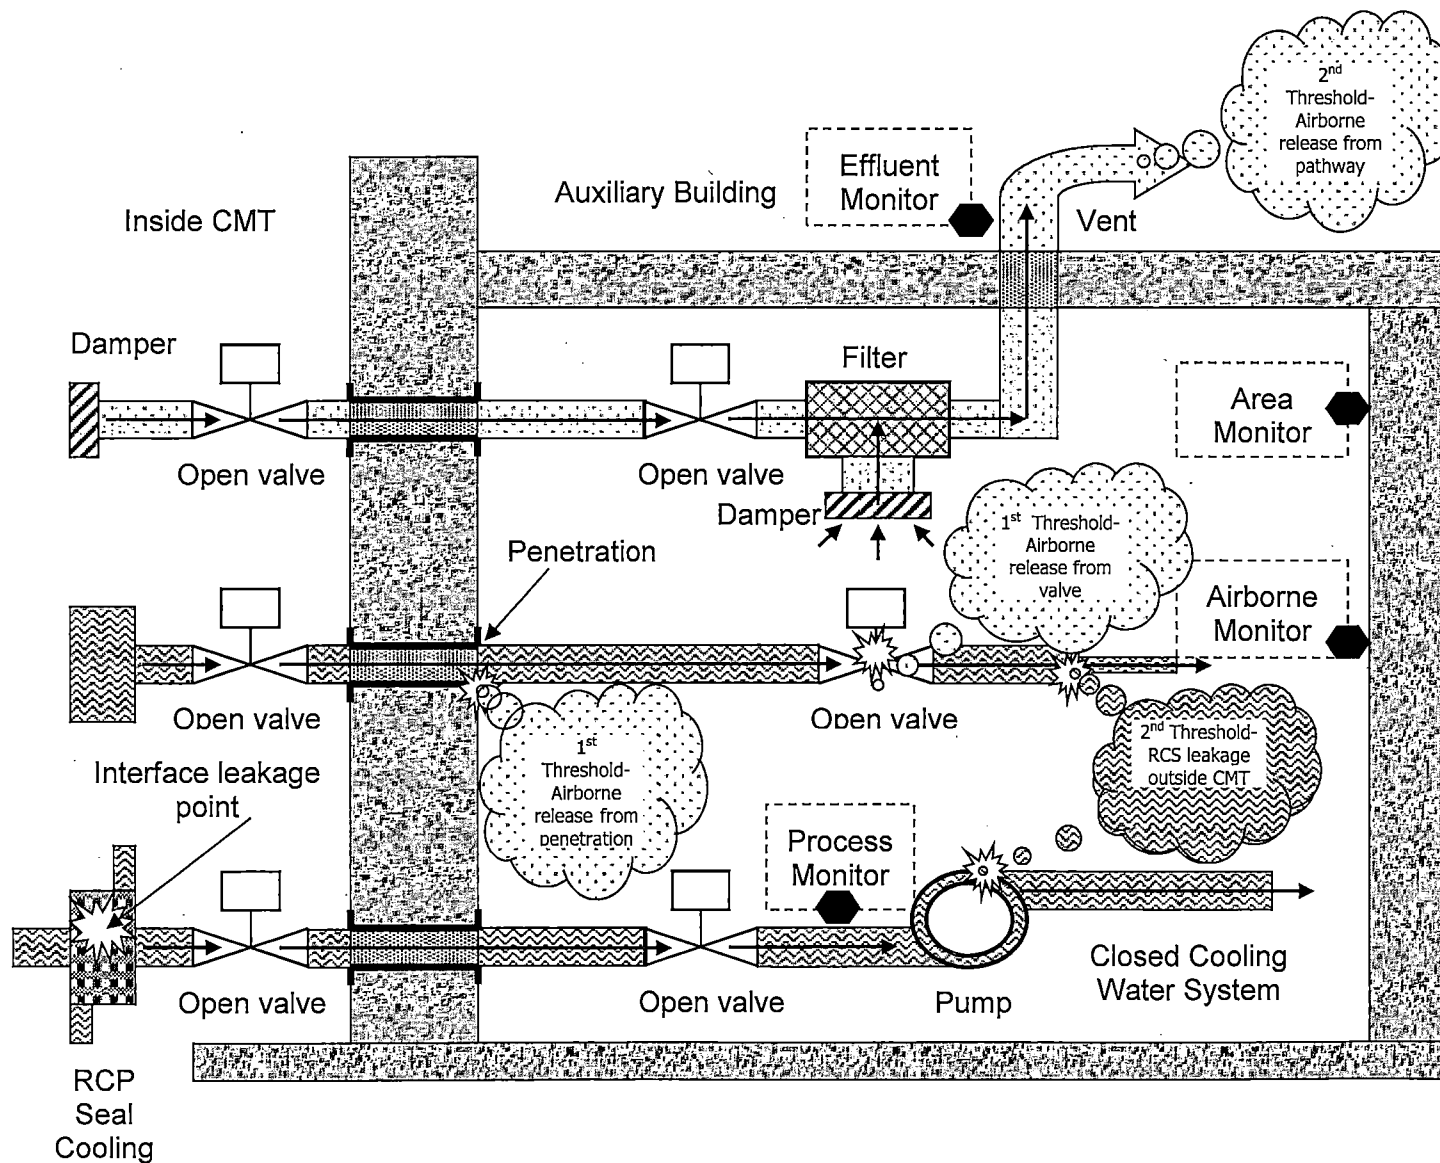 2nd
Threshold-
Airborne
release from
pathway
Effluent
Monitor
Auxiliary Building
Inside CMT
Vent
Damper
Filter
Area
Monitor
Open valve
Open valve
Damper
1st Threshold-
Airborne
release from
valve
Penetration
Airborne
Monitor
Open valve
Open valve
2nd Threshold-
RCS leakage
outside CMT
1st
Threshold-
Airborne
release from
penetration
Interface leakage
point
Process
Monitor
Closed Cooling
Water System
Open valve
Open valve
Pump
RCP
Seal
Cooling